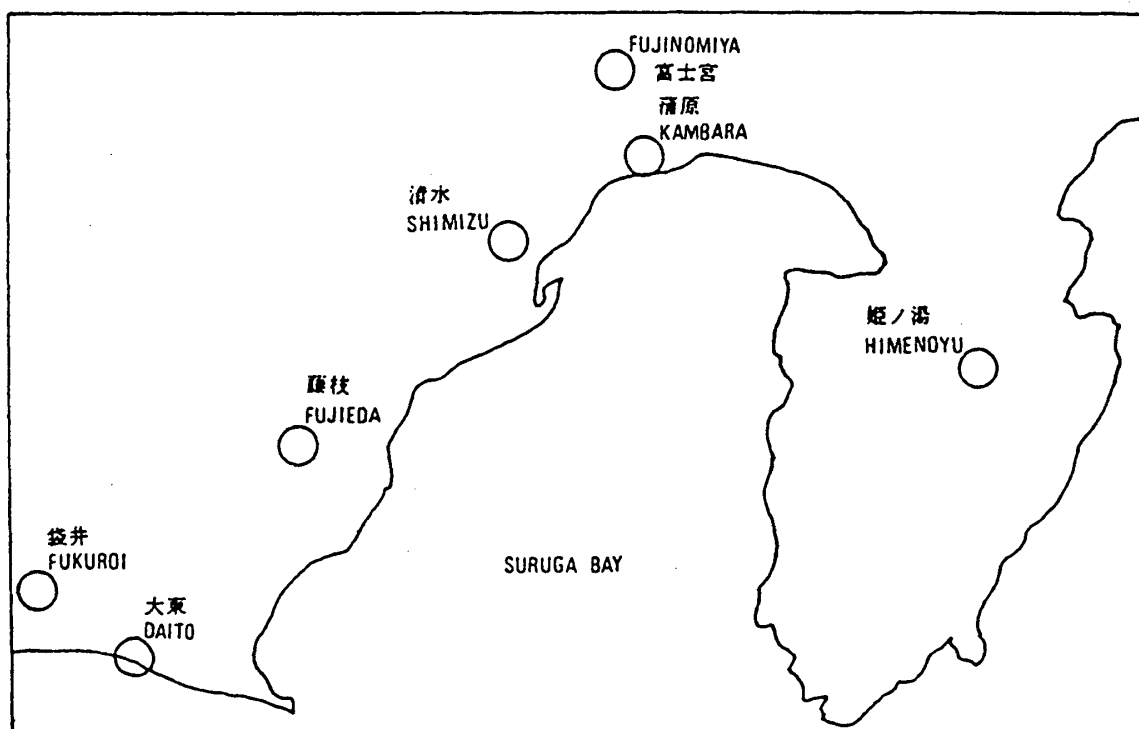 FUJINOMIYA
富士宮
蒲原
KAMBARA
清水
SHIMIZU
姫ノ湯
HIMENOYU
藤枝
FUJIEDA
袋井
FUKUROI
SURUGA BAY
大東
DAITO